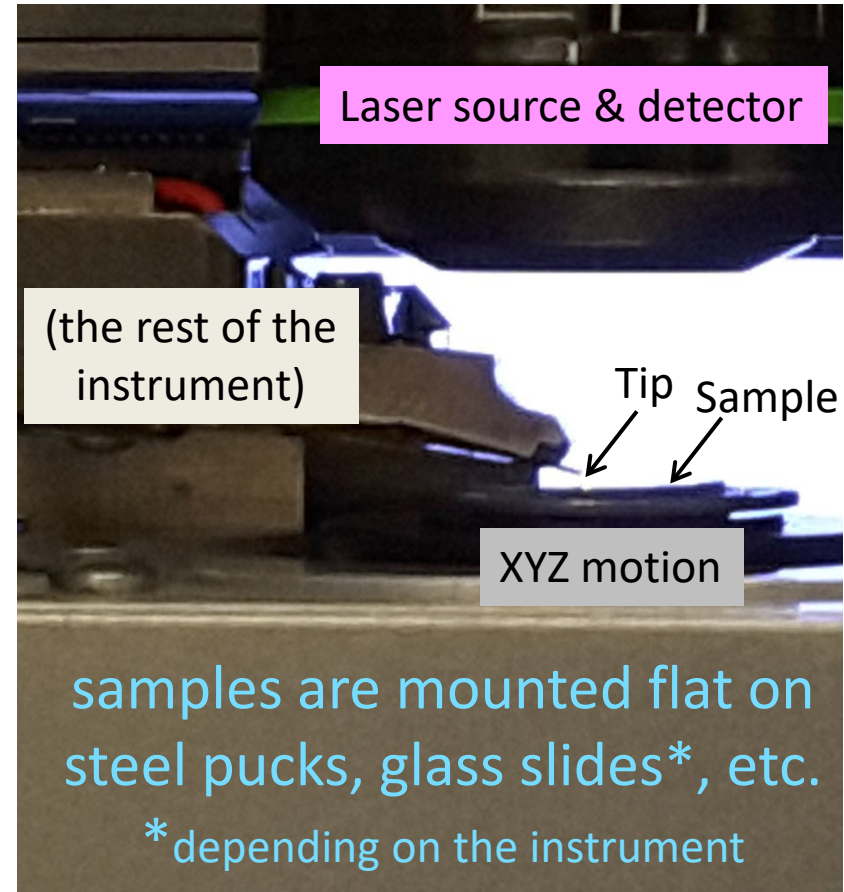 Laser source & detector
(the rest of the
instrument)
Tip
Sample
XYZ motion
samples are mounted flat on
steel pucks, glass slides*, etc.
*depending on the instrument